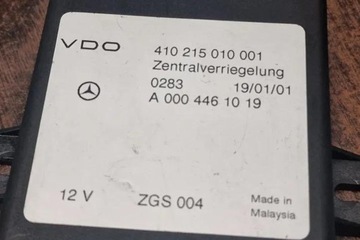 VDO 410 215 010 001
Zentralverriegelung
0283 19/01/01
A 000 446 10 19
12 V ZGS 004 Made in
Malaysia